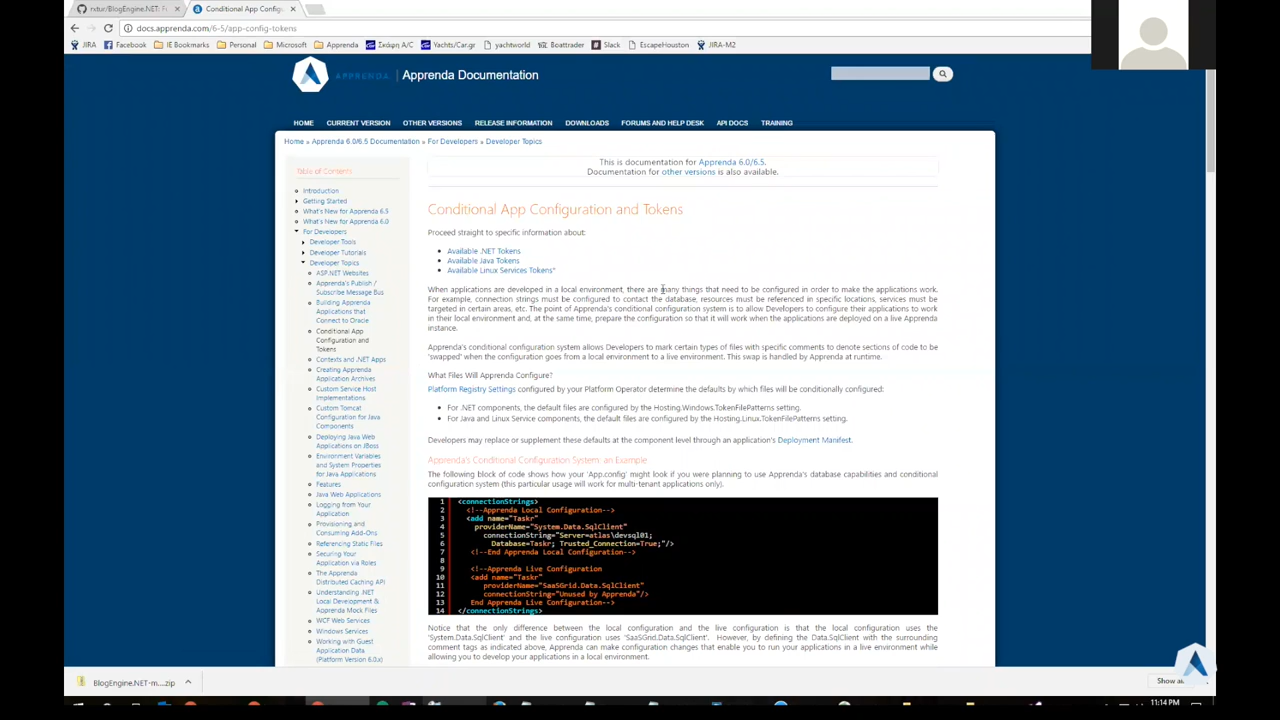 rxtur/BlogEngine.NET: Fo
Conditional App Config
docs.apprenda.com/6-5/app-config-tokens
JIRA Facebook IE Bookmarks Personal Microsoft Apprenda Σκάφη A/C Yachts/Car.gr yachtworld Boattrader Slack EscapeHouston JIRA-M2
APPRENDA | Apprenda Documentation
HOME CURRENT VERSION OTHER VERSIONS RELEASE INFORMATION DOWNLOADS FORUMS AND HELP DESK API DOCS TRAINING
Home » Apprenda 6.0/6.5 Documentation » For Developers » Developer Topics
Table of Contents
Introduction
Getting Started
What's New for Apprenda 6.5
What's New for Apprenda 6.0
For Developers
Developer Tools
Developer Tutorials
Developer Topics
ASP.NET Websites
Apprenda's Publish /
Subscribe Message Bus
Building Apprenda
Applications that
Connect to Oracle
Conditional App
Configuration and
Tokens
Contexts and .NET Apps
Creating Apprenda
Application Archives
Custom Service Host
Implementations
Custom Tomcat
Configuration for Java
Components
Deploying Java Web
Applications on JBoss
Environment Variables
and System Properties
for Java Applications
Features
Java Web Applications
Logging from Your
Application
Provisioning and
Consuming Add-Ons
Referencing Static Files
Securing Your
Application via Roles
The Apprenda
Distributed Caching API
Understanding .NET
Local Development &
Apprenda Mock Files
WCF Web Services
Windows Services
Working with Guest
Application Data
(Platform Version 6.0.x)
This is documentation for Apprenda 6.0/6.5.
Documentation for other versions is also available.
Conditional App Configuration and Tokens
Proceed straight to specific information about:
Available .NET Tokens
Available Java Tokens
Available Linux Services Tokens"
When applications are developed in a local environment, there are many things that need to be configured in order to make the applications work.
For example, connection strings must be configured to contact the database, resources must be referenced in specific locations, services must be
targeted in certain areas, etc. The point of Apprenda's conditional configuration system is to allow Developers to configure their applications to work
in their local environment and, at the same time, prepare the configuration so that it will work when the applications are deployed on a live Apprenda
instance.
Apprenda's conditional configuration system allows Developers to mark certain types of files with specific comments to denote sections of code to be
'swapped' when the configuration goes from a local environment to a live environment. This swap is handled by Apprenda at runtime.
What Files Will Apprenda Configure?
Platform Registry Settings configured by your Platform Operator determine the defaults by which files will be conditionally configured:
For .NET components, the default files are configured by the Hosting.Windows.TokenFilePatterns setting.
For Java and Linux Service components, the default files are configured by the Hosting.Linux.TokenFilePatterns setting.
Developers may replace or supplement these defaults at the component level through an application's Deployment Manifest.
Apprenda's Conditional Configuration System: an Example
The following block of code shows how your 'App.config' might look if you were planning to use Apprenda's database capabilities and conditional
configuration system (this particular usage will work for multi-tenant applications only).
1 <connectionStrings>
2 <!--Apprenda Local Configuration-->
3 <add name="Taskr"
4 providerName="System.Data.SqlClient"
5 connectionString="Server=atlas\devsql01;
6 Database=Taskr; Trusted_Connection=True;"/>
7 <!--End Apprenda Local Configuration-->
8
9 <!--Apprenda Live Configuration
10 <add name="Taskr"
11 providerName="SaaSGrid.Data.SqlClient"
12 connectionString="Unused by Apprenda"/>
13 End Apprenda Live Configuration-->
14 </connectionStrings>
Notice that the only difference between the local configuration and the live configuration is that the local configuration uses the
'System.Data.SqlClient' and the live configuration uses 'SaaSGrid.Data.SqlClient'. However, by defining the Data.SqlClient with the surrounding
comment tags as indicated above, Apprenda can make configuration changes that enable you to run your applications in a live environment while
allowing you to develop your applications in a local environment.
BlogEngine.NET-m....zip
Show a
11:14 PM